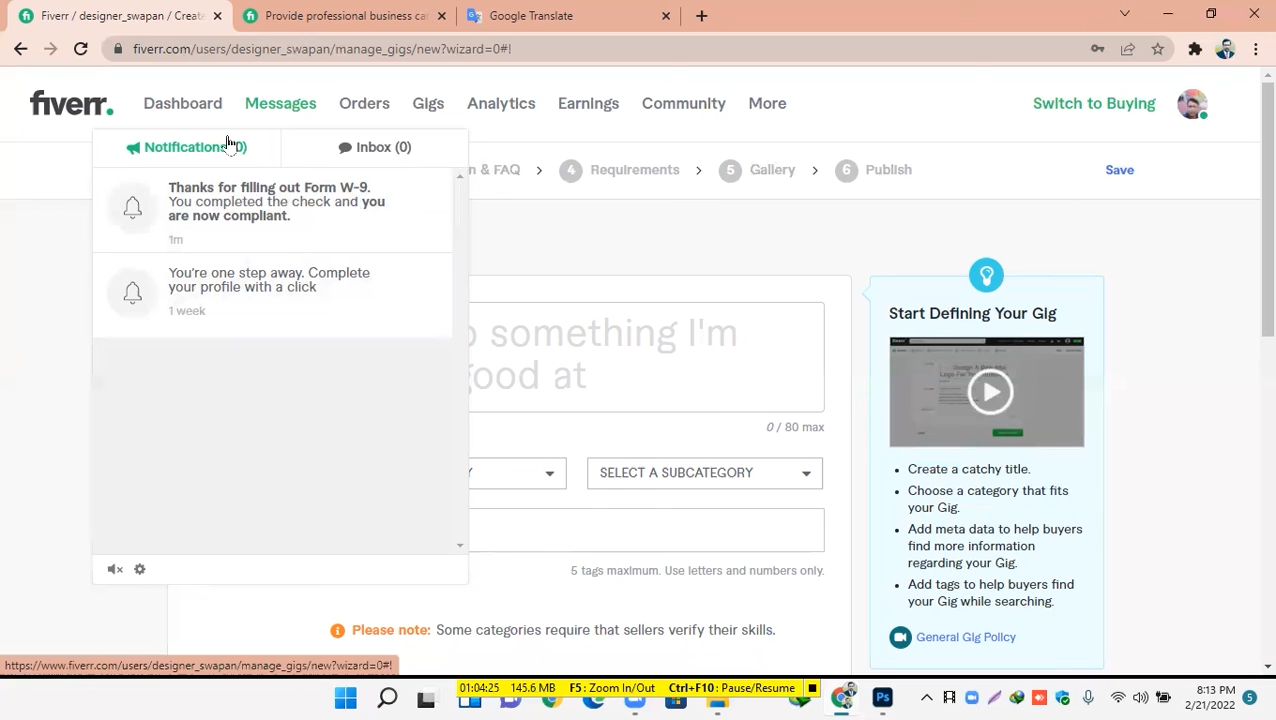 Fiverr / designer_swapan / Create
Provide professional business car
Google Translate
fiverr.com/users/designer_swapan/manage_gigs/new?wizard=0#!
fiverr.
Dashboard
Messages
Orders
Gigs
Analytics
Earnings
Community
More
Switch to Buying
Notifications (0)
Inbox (0)
n & FAQ
4 Requirements
5 Gallery
6 Publish
Save
Thanks for filling out Form W-9.
You completed the check and you
are now compliant.
1m
You're one step away. Complete
your profile with a click
1 week
something I'm
good at
0 / 80 max
SELECT A SUBCATEGORY
5 tags maximum. Use letters and numbers only.
Please note: Some categories require that sellers verify their skills.
Start Defining Your Gig
• Create a catchy title.
• Choose a category that fits
your Gig.
• Add meta data to help buyers
find more information
regarding your Gig.
• Add tags to help buyers find
your Gig while searching.
General Gig Policy
https://www.fiverr.com/users/designer_swapan/manage_gigs/new?wizard=0#!
01:04:25 145.6 MB F5: Zoom In/Out Ctrl+F10: Pause/Resume
8:13 PM
2/21/2022
5